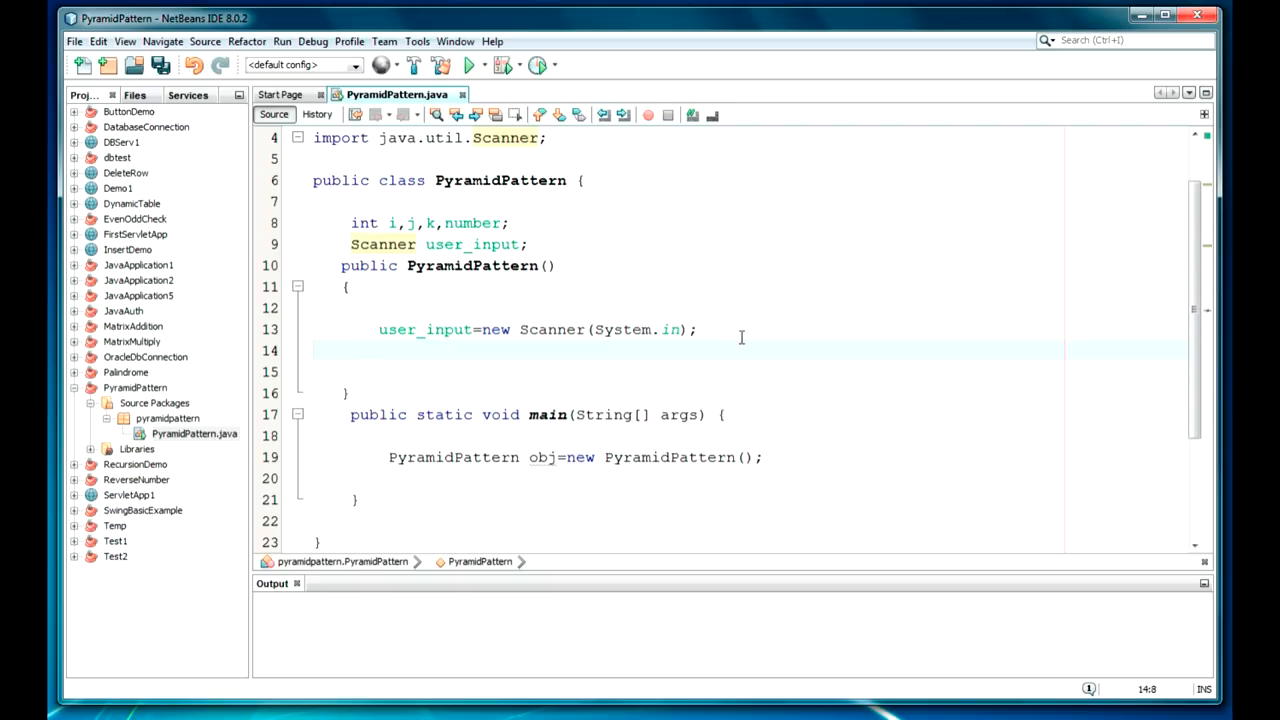 PyramidPattern - NetBeans IDE 8.0.2
File Edit View Navigate Source Refactor Run Debug Profile Team Tools Window Help
Search (Ctrl+I)
<default config>
Proj... Files Services
Start Page PyramidPattern.java
Source History
ButtonDemo
DatabaseConnection
DBServ1
dbtest
DeleteRow
Demo1
DynamicTable
EvenOddCheck
FirstServletApp
InsertDemo
JavaApplication1
JavaApplication2
JavaApplication5
JavaAuth
MatrixAddition
MatrixMultiply
OracleDbConnection
Palindrome
PyramidPattern
Source Packages
pyramidpattern
PyramidPattern.java
Libraries
RecursionDemo
ReverseNumber
ServletApp1
SwingBasicExample
Temp
Test1
Test2
4 import java.util.Scanner;
5
6 public class PyramidPattern {
7
8 int i,j,k,number;
9 Scanner user_input;
10 public PyramidPattern()
11 {
12
13 user_input=new Scanner(System.in);
14
15
16 }
17 public static void main(String[] args) {
18
19 PyramidPattern obj=new PyramidPattern();
20
21 }
22
23 }
pyramidpattern.PyramidPattern PyramidPattern
Output
1 14:8 INS